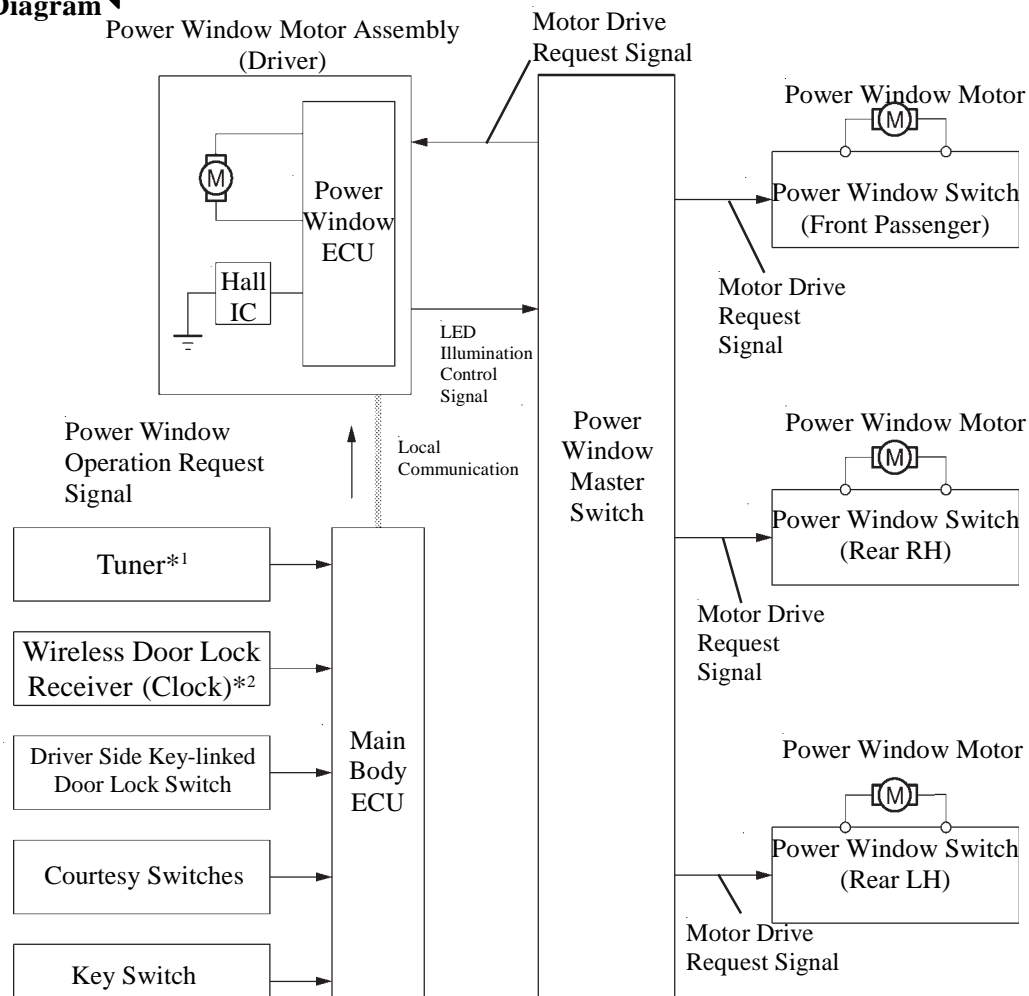 Diagram
Power Window Motor Assembly
(Driver)
Motor Drive
Request Signal
Power Window Motor
M
Power Window Switch
(Front Passenger)
M
Power
Window
ECU
Hall
IC
Motor Drive
Request
Signal
LED
Illumination
Control
Signal
Power
Window
Master
Switch
Power Window
Operation Request
Signal
Local
Communication
Power Window Motor
M
Power Window Switch
(Rear RH)
Motor Drive
Request
Signal
Tuner*1
Wireless Door Lock
Receiver (Clock)*2
Driver Side Key-linked
Door Lock Switch
Courtesy Switches
Key Switch
Main
Body
ECU
Power Window Motor
M
Power Window Switch
(Rear LH)
Motor Drive
Request Signal